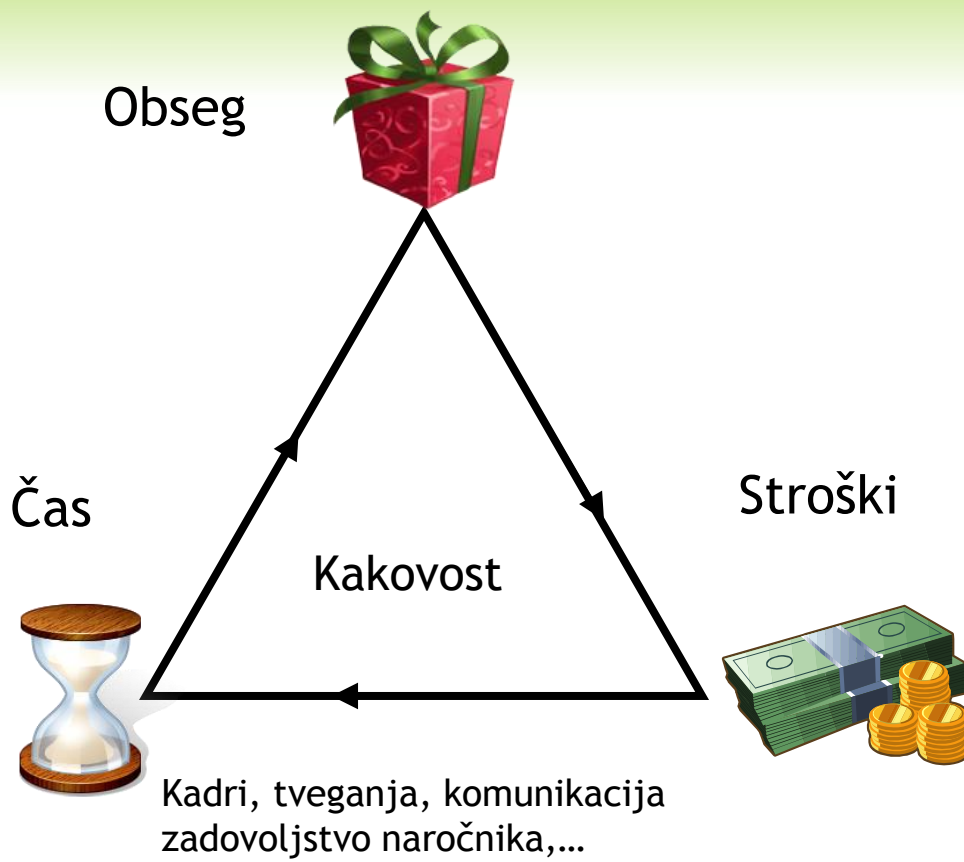 Obseg
Čas
Stroški
Kakovost
Kadri, tveganja, komunikacija
zadovoljstvo naročnika,…